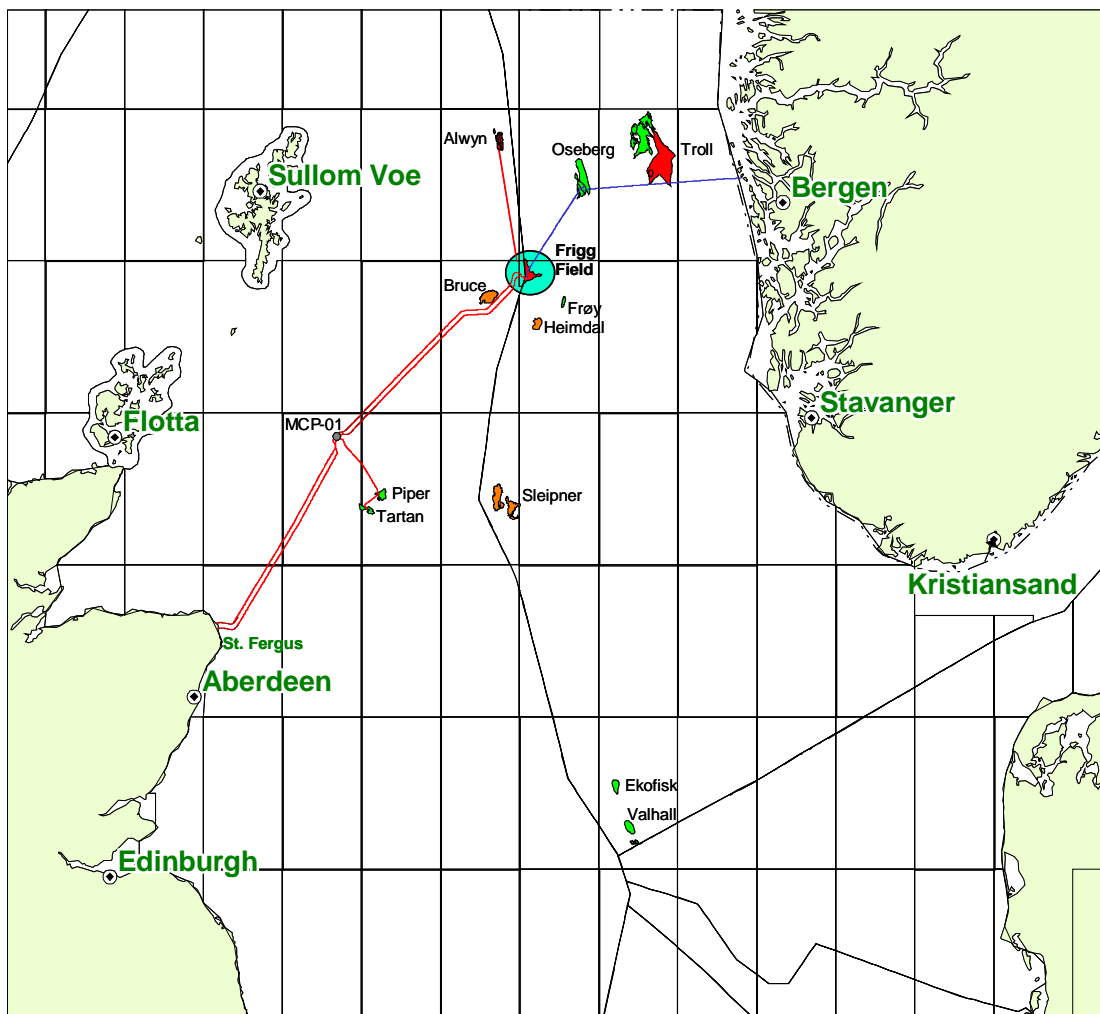 Alwyn
Oseberg
Troll
Sullom Voe
Bergen
Frigg
Field
Bruce
Frøy
Heimdal
Stavanger
Flotta
MCP-01
Piper
Sleipner
Tartan
Kristiansand
St. Fergus
Aberdeen
Ekofisk
Valhall
Edinburgh